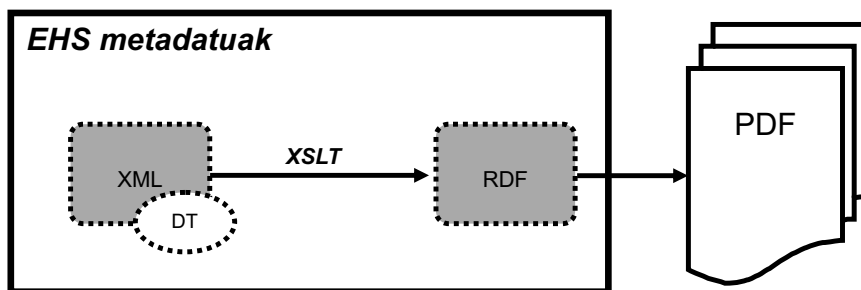 EHS metadatuak
XML
DT
XSLT
RDF
PDF